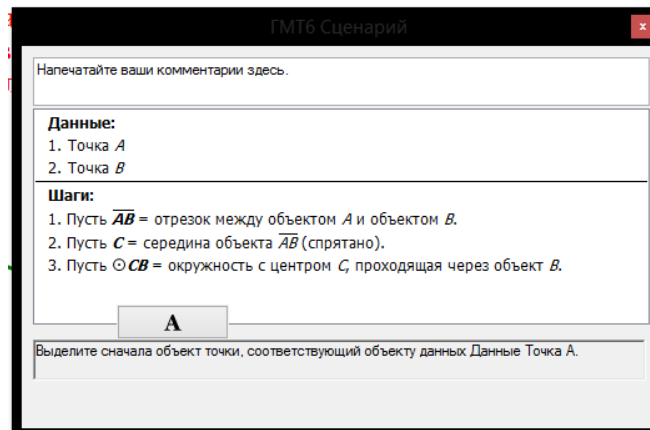 ГМТ6 Сценарий
x
Напечатайте ваши комментарии здесь.
Данные:
1. Точка A
2. Точка B
Шаги:
1. Пусть AB = отрезок между объектом A и объектом B.
2. Пусть C = середина объекта AB (спрятано).
3. Пусть ⊙CB = окружность с центром C, проходящая через объект B.
A
Выделите сначала объект точки, соответствующий объекту данных Данные Точка A.